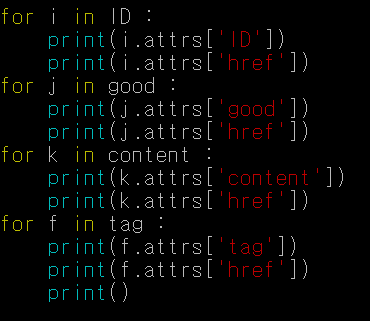 for i in ID :
    print(i.attrs['ID'])
    print(i.attrs['href'])
for j in good :
    print(j.attrs['good'])
    print(j.attrs['href'])
for k in content :
    print(k.attrs['content'])
    print(k.attrs['href'])
for f in tag :
    print(f.attrs['tag'])
    print(f.attrs['href'])
    print()